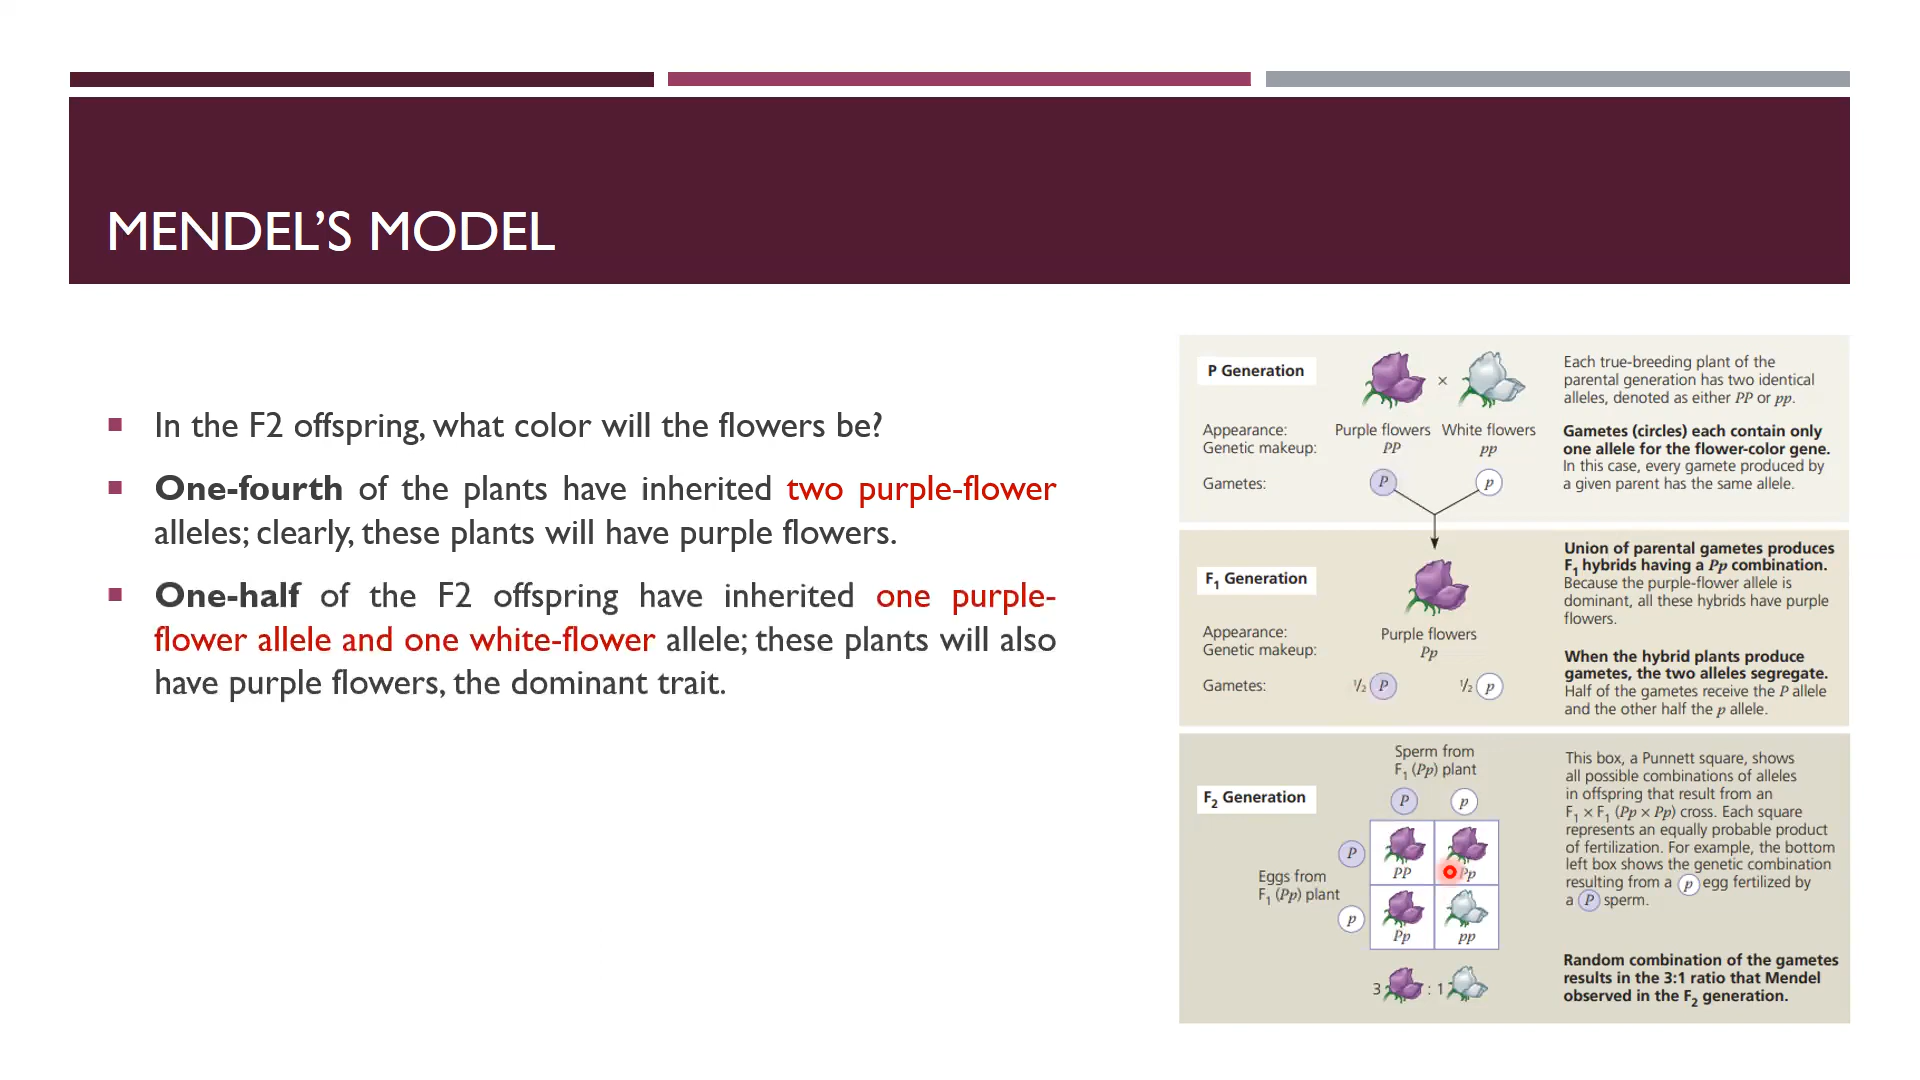 MENDEL'S MODEL
▪ In the F2 offspring, what color will the flowers be?
▪ One-fourth of the plants have inherited two purple-flower
alleles; clearly, these plants will have purple flowers.
▪ One-half of the F2 offspring have inherited one purple-
flower allele and one white-flower allele; these plants will also
have purple flowers, the dominant trait.
P Generation
×
Appearance: Purple flowers White flowers
Genetic makeup: PP pp
Gametes: P p
Each true-breeding plant of the
parental generation has two identical
alleles, denoted as either PP or pp.
Gametes (circles) each contain only
one allele for the flower-color gene.
In this case, every gamete produced by
a given parent has the same allele.
F1 Generation
Appearance: Purple flowers
Genetic makeup: Pp
Gametes: 1/2 P 1/2 p
Union of parental gametes produces
F1 hybrids having a Pp combination.
Because the purple-flower allele is
dominant, all these hybrids have purple
flowers.
When the hybrid plants produce
gametes, the two alleles segregate.
Half of the gametes receive the P allele
and the other half the p allele.
F2 Generation
Sperm from
F1 (Pp) plant
P p
Eggs from
F1 (Pp) plant
P
PP Pp
p
Pp pp
3 : 1
This box, a Punnett square, shows
all possible combinations of alleles
in offspring that result from an
F1 × F1 (Pp × Pp) cross. Each square
represents an equally probable product
of fertilization. For example, the bottom
left box shows the genetic combination
resulting from a p egg fertilized by
a P sperm.
Random combination of the gametes
results in the 3:1 ratio that Mendel
observed in the F2 generation.